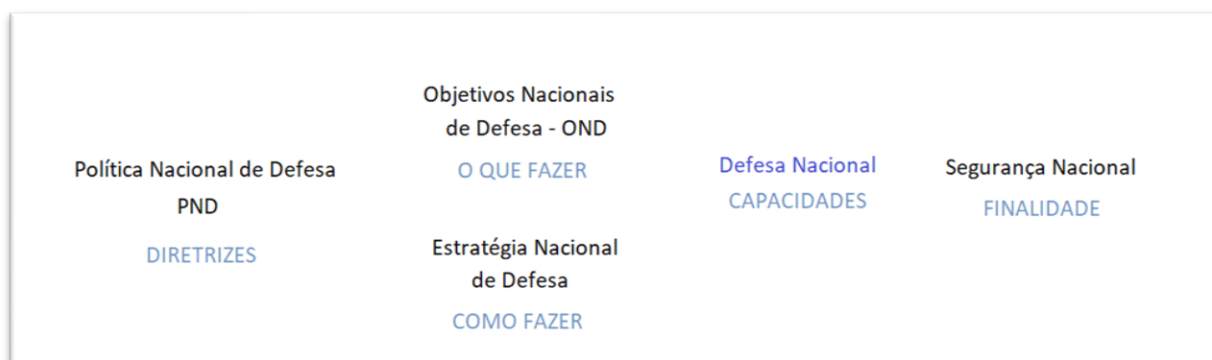 Política Nacional de Defesa
PND
DIRETRIZES
Objetivos Nacionais
de Defesa - OND
O QUE FAZER
Estratégia Nacional
de Defesa
COMO FAZER
Defesa Nacional
CAPACIDADES
Segurança Nacional
FINALIDADE